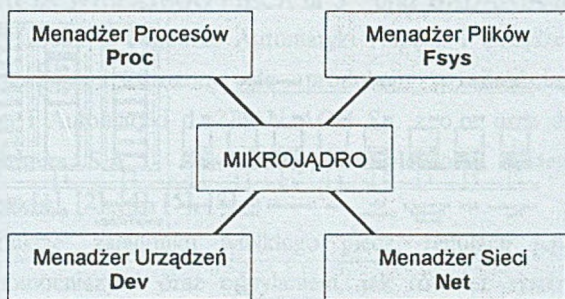 Menadżer Procesów
Proc
Menadżer Plików
Fsys
MIKROJĄDRO
Menadżer Urządzeń
Dev
Menadżer Sieci
Net